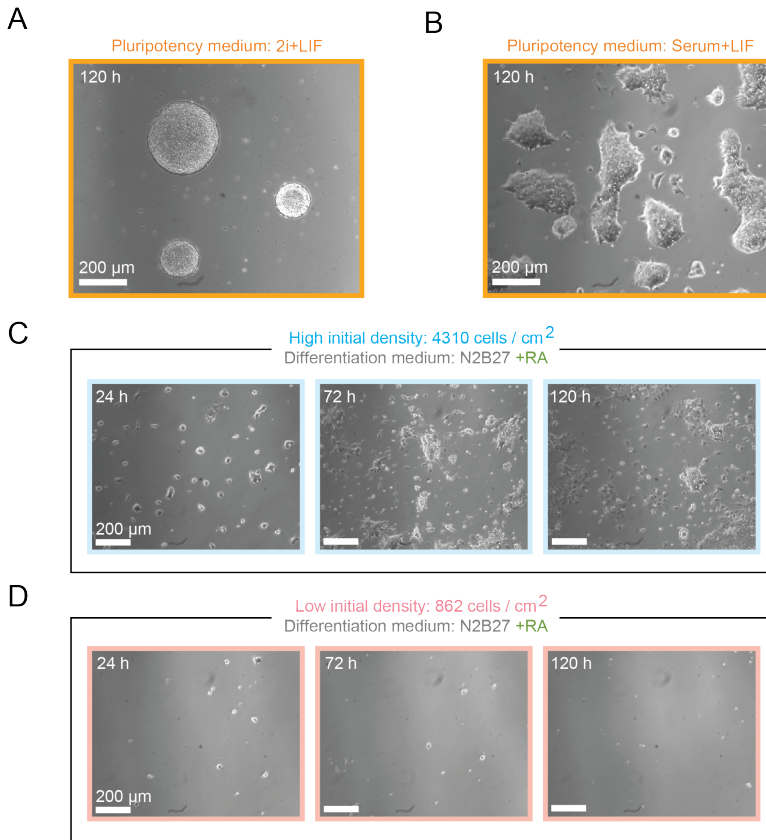 A
Pluripotency medium: 2i+LIF
120 h
200 µm
B
Pluripotency medium: Serum+LIF
120 h
200 µm
C
High initial density: 4310 cells / cm2
Differentiation medium: N2B27 +RA
24 h
200 µm
72 h
120 h
D
Low initial density: 862 cells / cm2
Differentiation medium: N2B27 +RA
24 h
200 µm
72 h
120 h